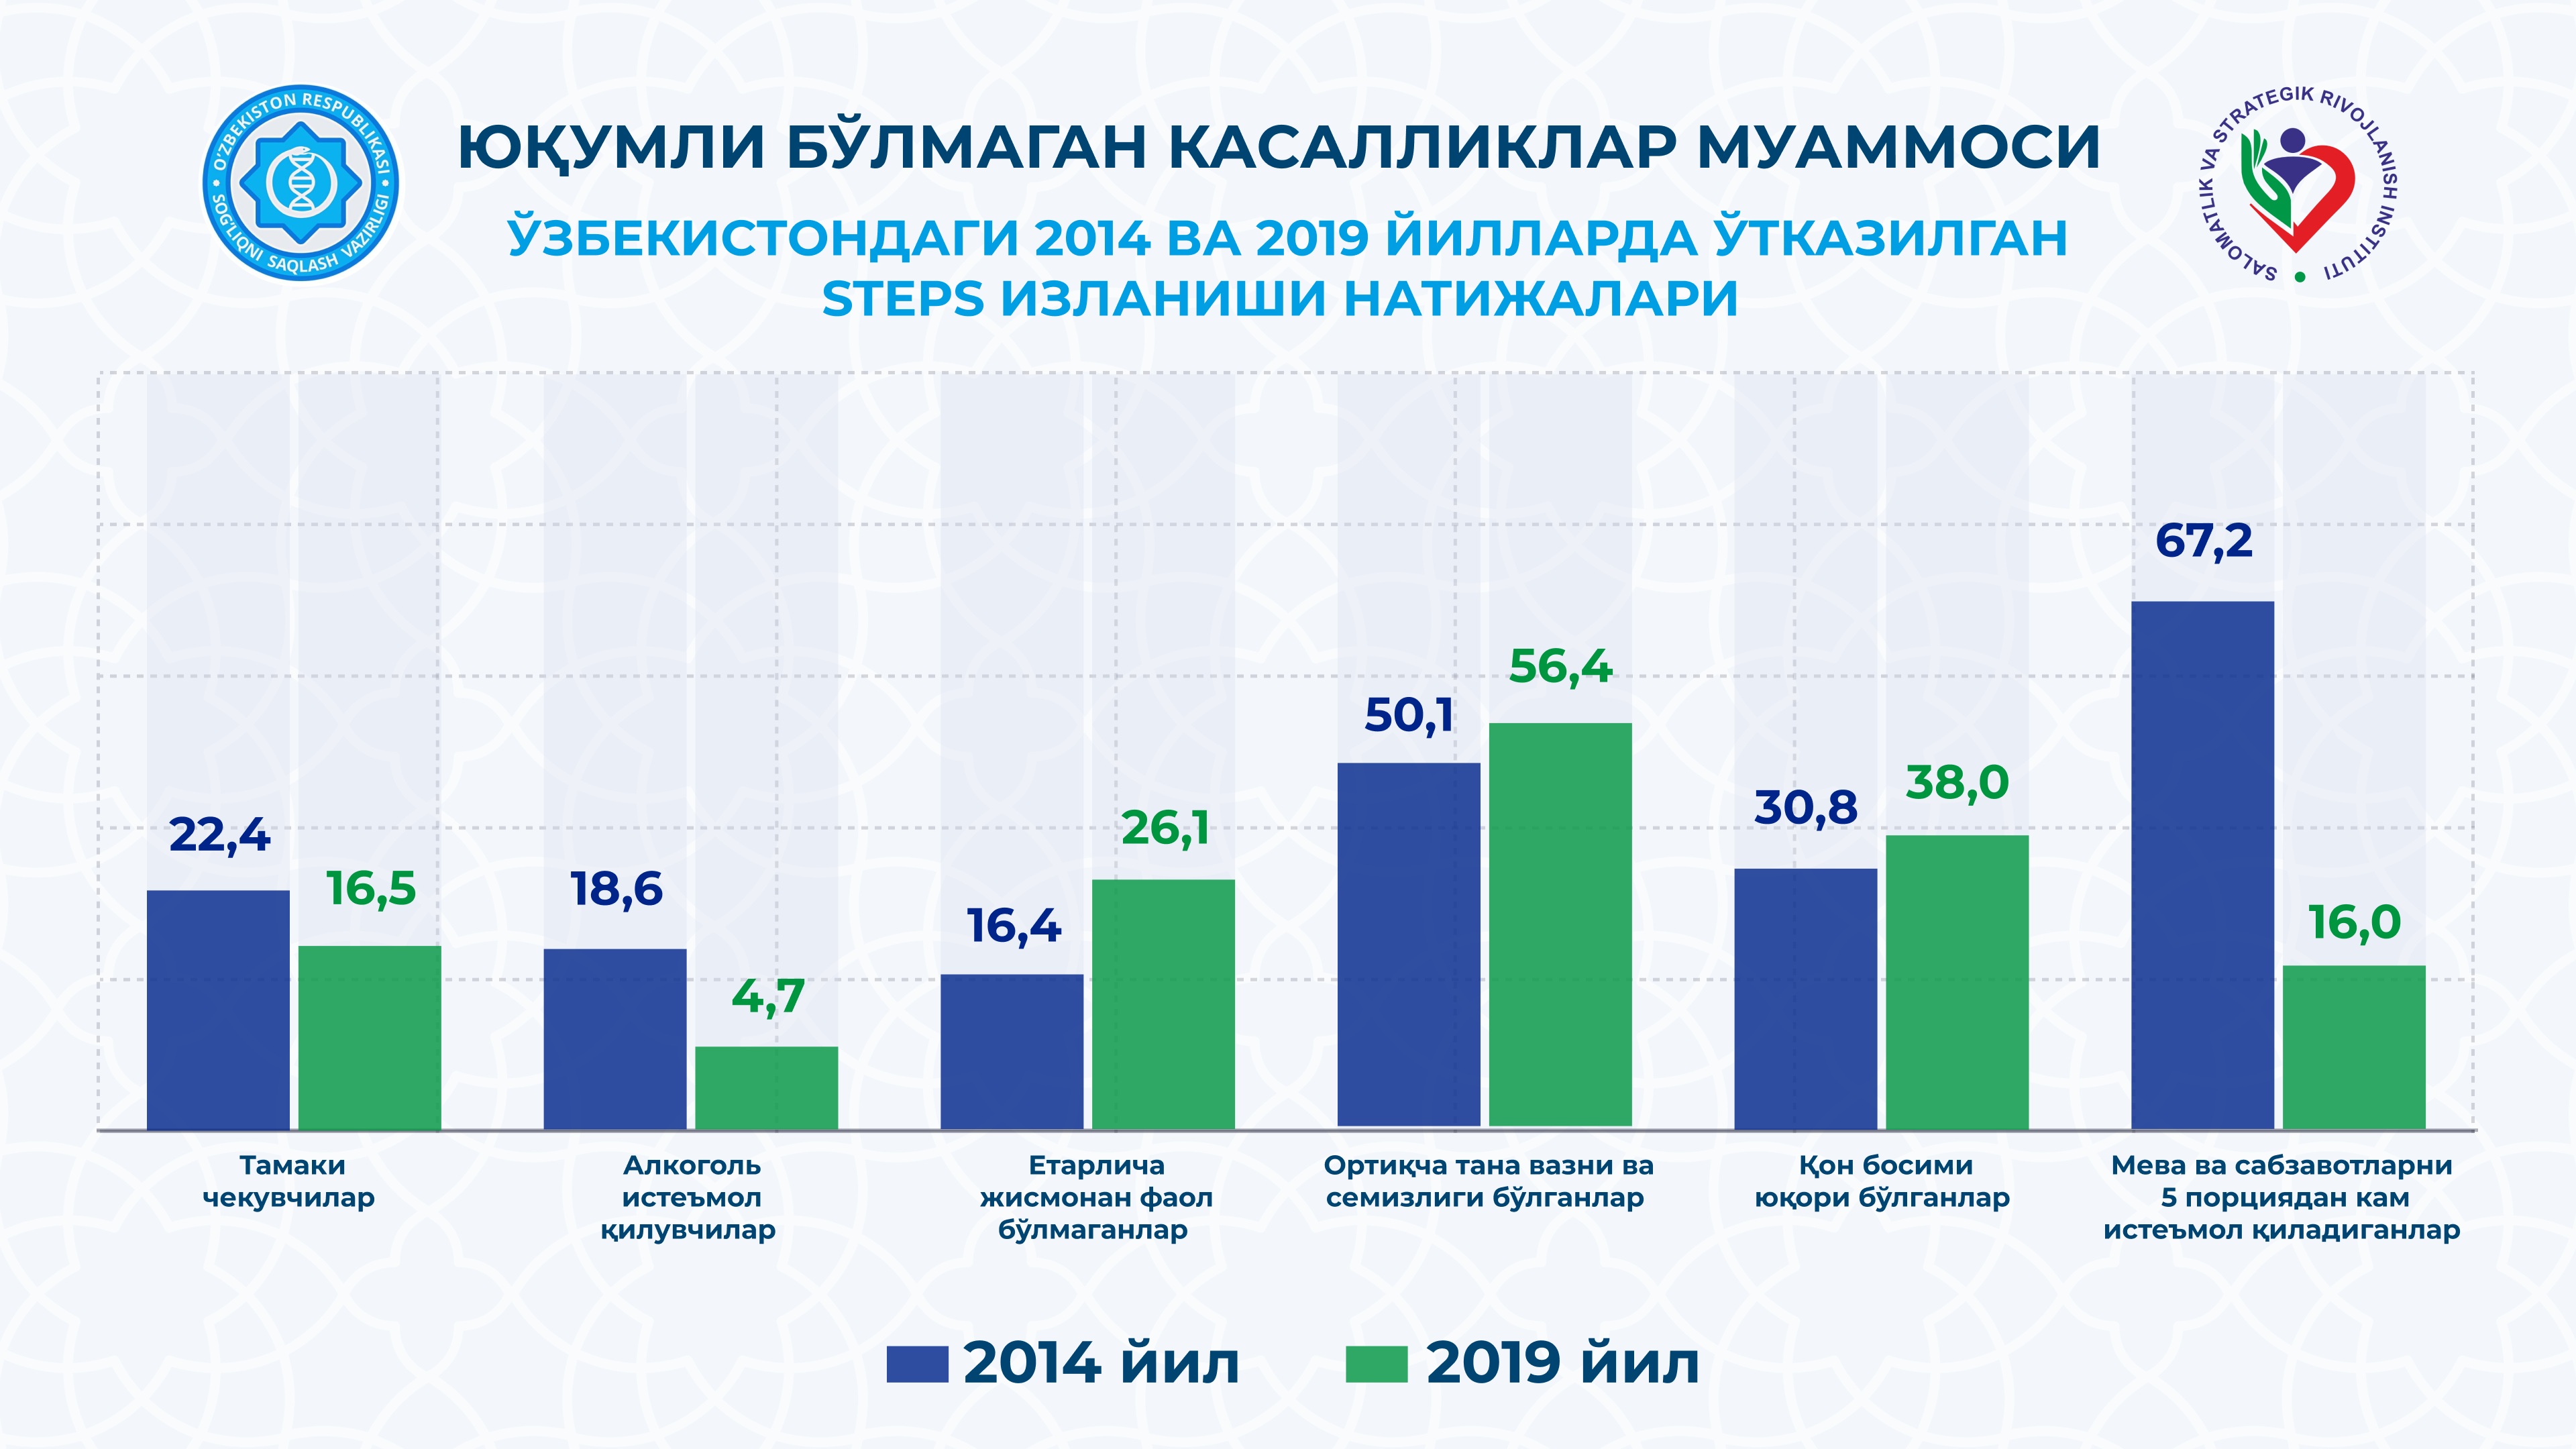 O'ZBEKISTON RESPUBLIKASI
SOG'LIQNI SAQLASH VAZIRLIGI
ЮҚУМЛИ БЎЛМАГАН КАСАЛЛИКЛАР МУАММОСИ
ЎЗБЕКИСТОНДАГИ 2014 ВА 2019 ЙИЛЛАРДА ЎТКАЗИЛГАН
STEPS ИЗЛАНИШИ НАТИЖАЛАРИ
SALOMATLIK VA STRATEGIK RIVOJLANISH INSTITUTI
22,4
16,5
18,6
4,7
16,4
26,1
50,1
56,4
30,8
38,0
67,2
16,0
Тамаки
чекувчилар
Алкоголь
истеъмол
қилувчилар
Етарлича
жисмонан фаол
бўлмаганлар
Ортиқча тана вазни ва
семизлиги бўлганлар
Қон босими
юқори бўлганлар
Мева ва сабзавотларни
5 порциядан кам
истеъмол қиладиганлар
2014 йил
2019 йил